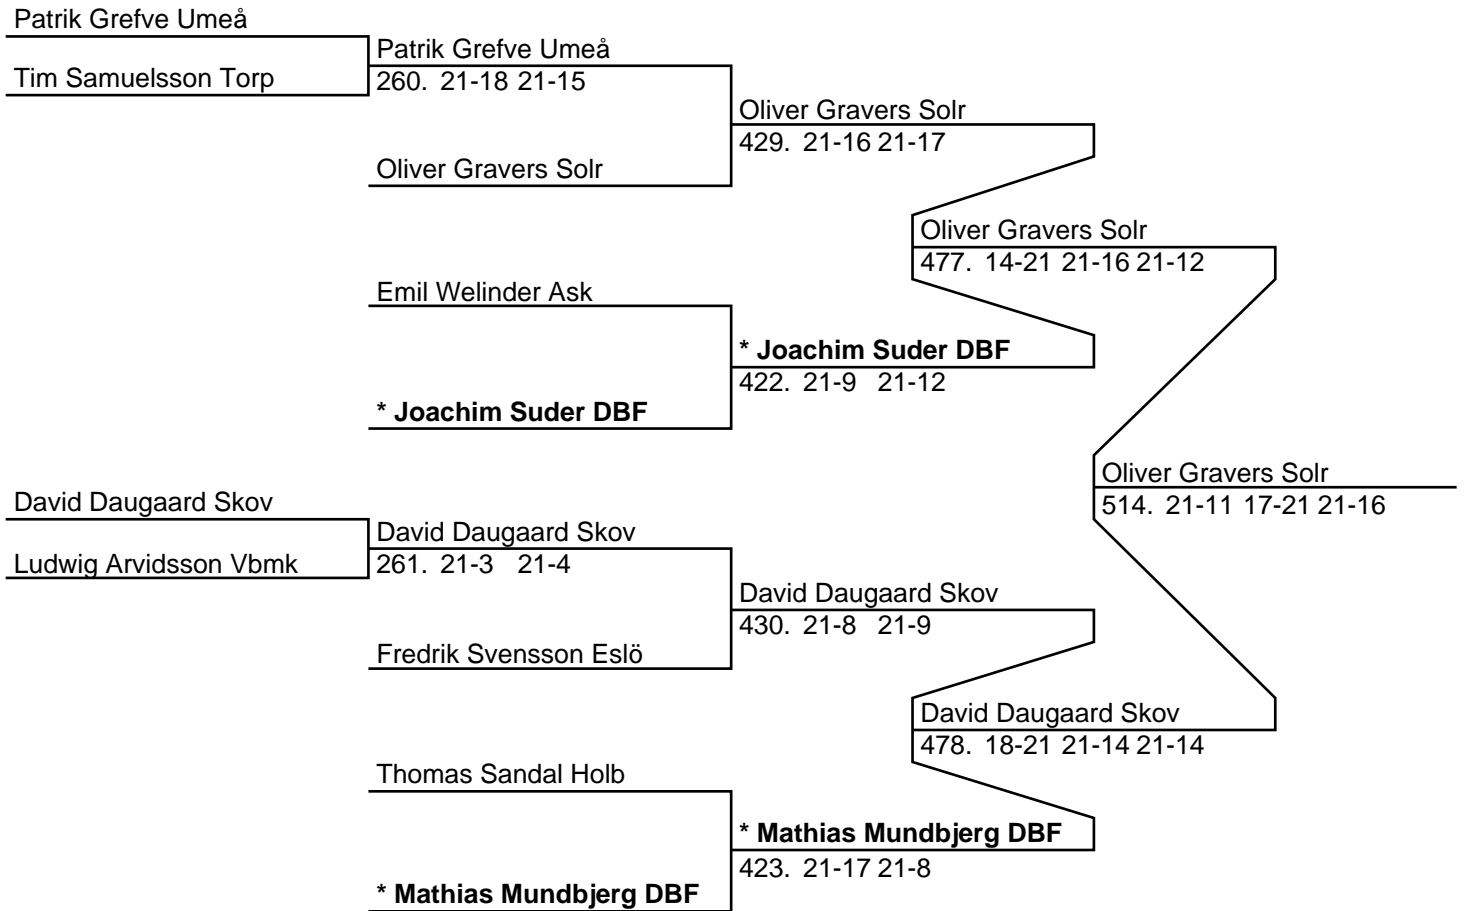 Patrik Grefve Umeå
Patrik Grefve Umeå
Tim Samuelsson Torp
260. 21-18 21-15
Oliver Gravers Solr
429. 21-16 21-17
Oliver Gravers Solr
Oliver Gravers Solr
477. 14-21 21-16 21-12
Emil Welinder Ask
* Joachim Suder DBF
422. 21-9 21-12
* Joachim Suder DBF
Oliver Gravers Solr
514. 21-11 17-21 21-16
David Daugaard Skov
David Daugaard Skov
Ludwig Arvidsson Vbmk
261. 21-3 21-4
David Daugaard Skov
430. 21-8 21-9
Fredrik Svensson Eslö
David Daugaard Skov
478. 18-21 21-14 21-14
Thomas Sandal Holb
* Mathias Mundbjerg DBF
423. 21-17 21-8
* Mathias Mundbjerg DBF